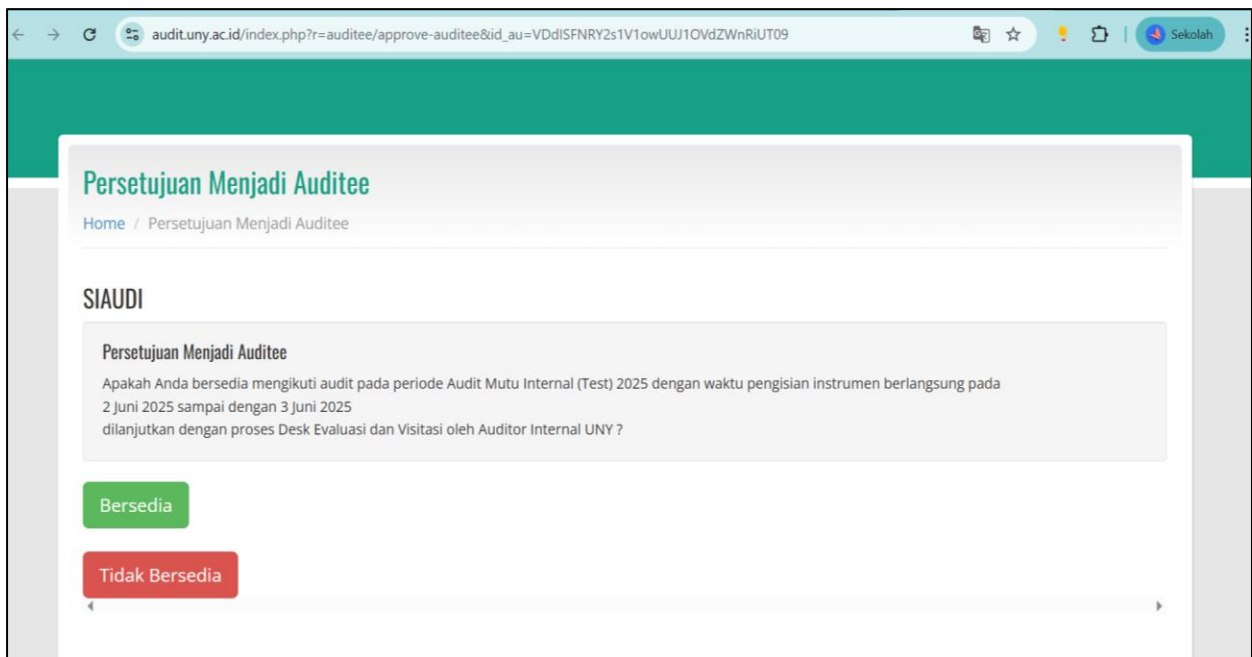 audit.uny.ac.id/index.php?r=auditee/approve-auditee&id_au=VDdISFNRY2s1V1owUUJ1OVdZWnRiUT09
Sekolah
Persetujuan Menjadi Auditee
Home / Persetujuan Menjadi Auditee
SIAUDI
Persetujuan Menjadi Auditee
Apakah Anda bersedia mengikuti audit pada periode Audit Mutu Internal (Test) 2025 dengan waktu pengisian instrumen berlangsung pada
2 Juni 2025 sampai dengan 3 Juni 2025
dilanjutkan dengan proses Desk Evaluasi dan Visitasi oleh Auditor Internal UNY ?
Bersedia
Tidak Bersedia